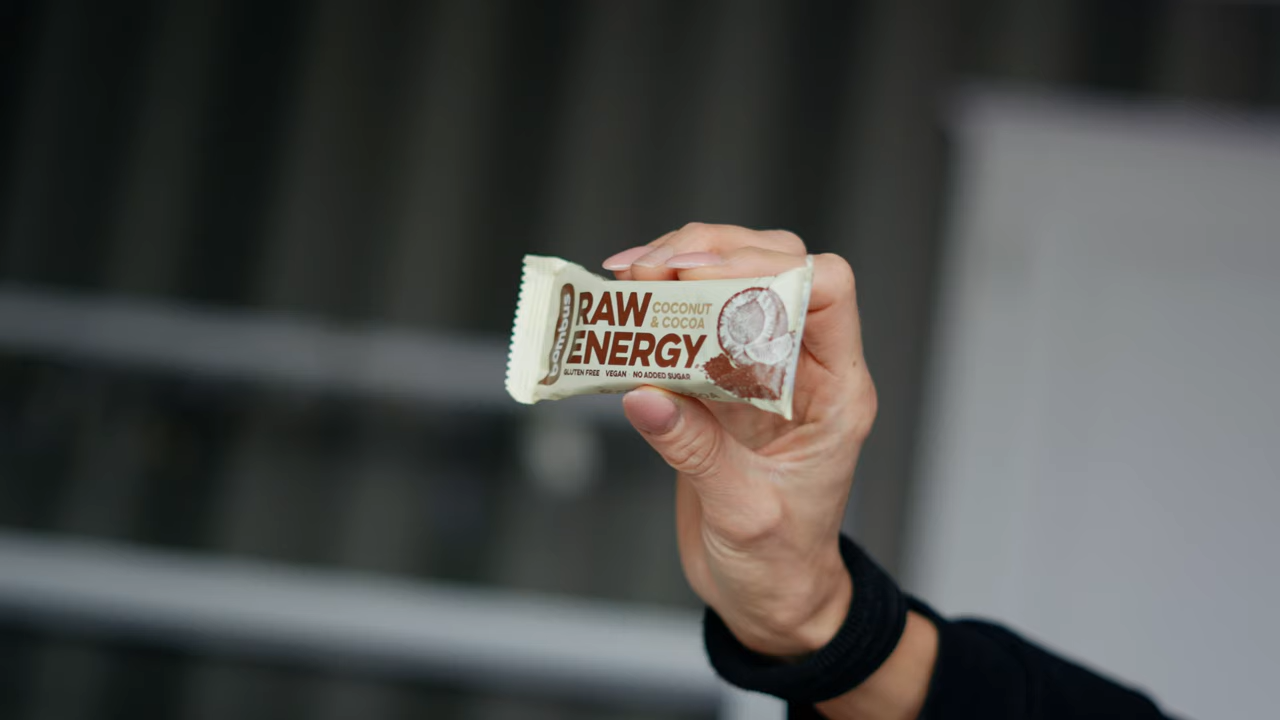 bombus
RAW
ENERGY
COCONUT
& COCOA
GLUTEN FREE VEGAN NO ADDED SUGAR